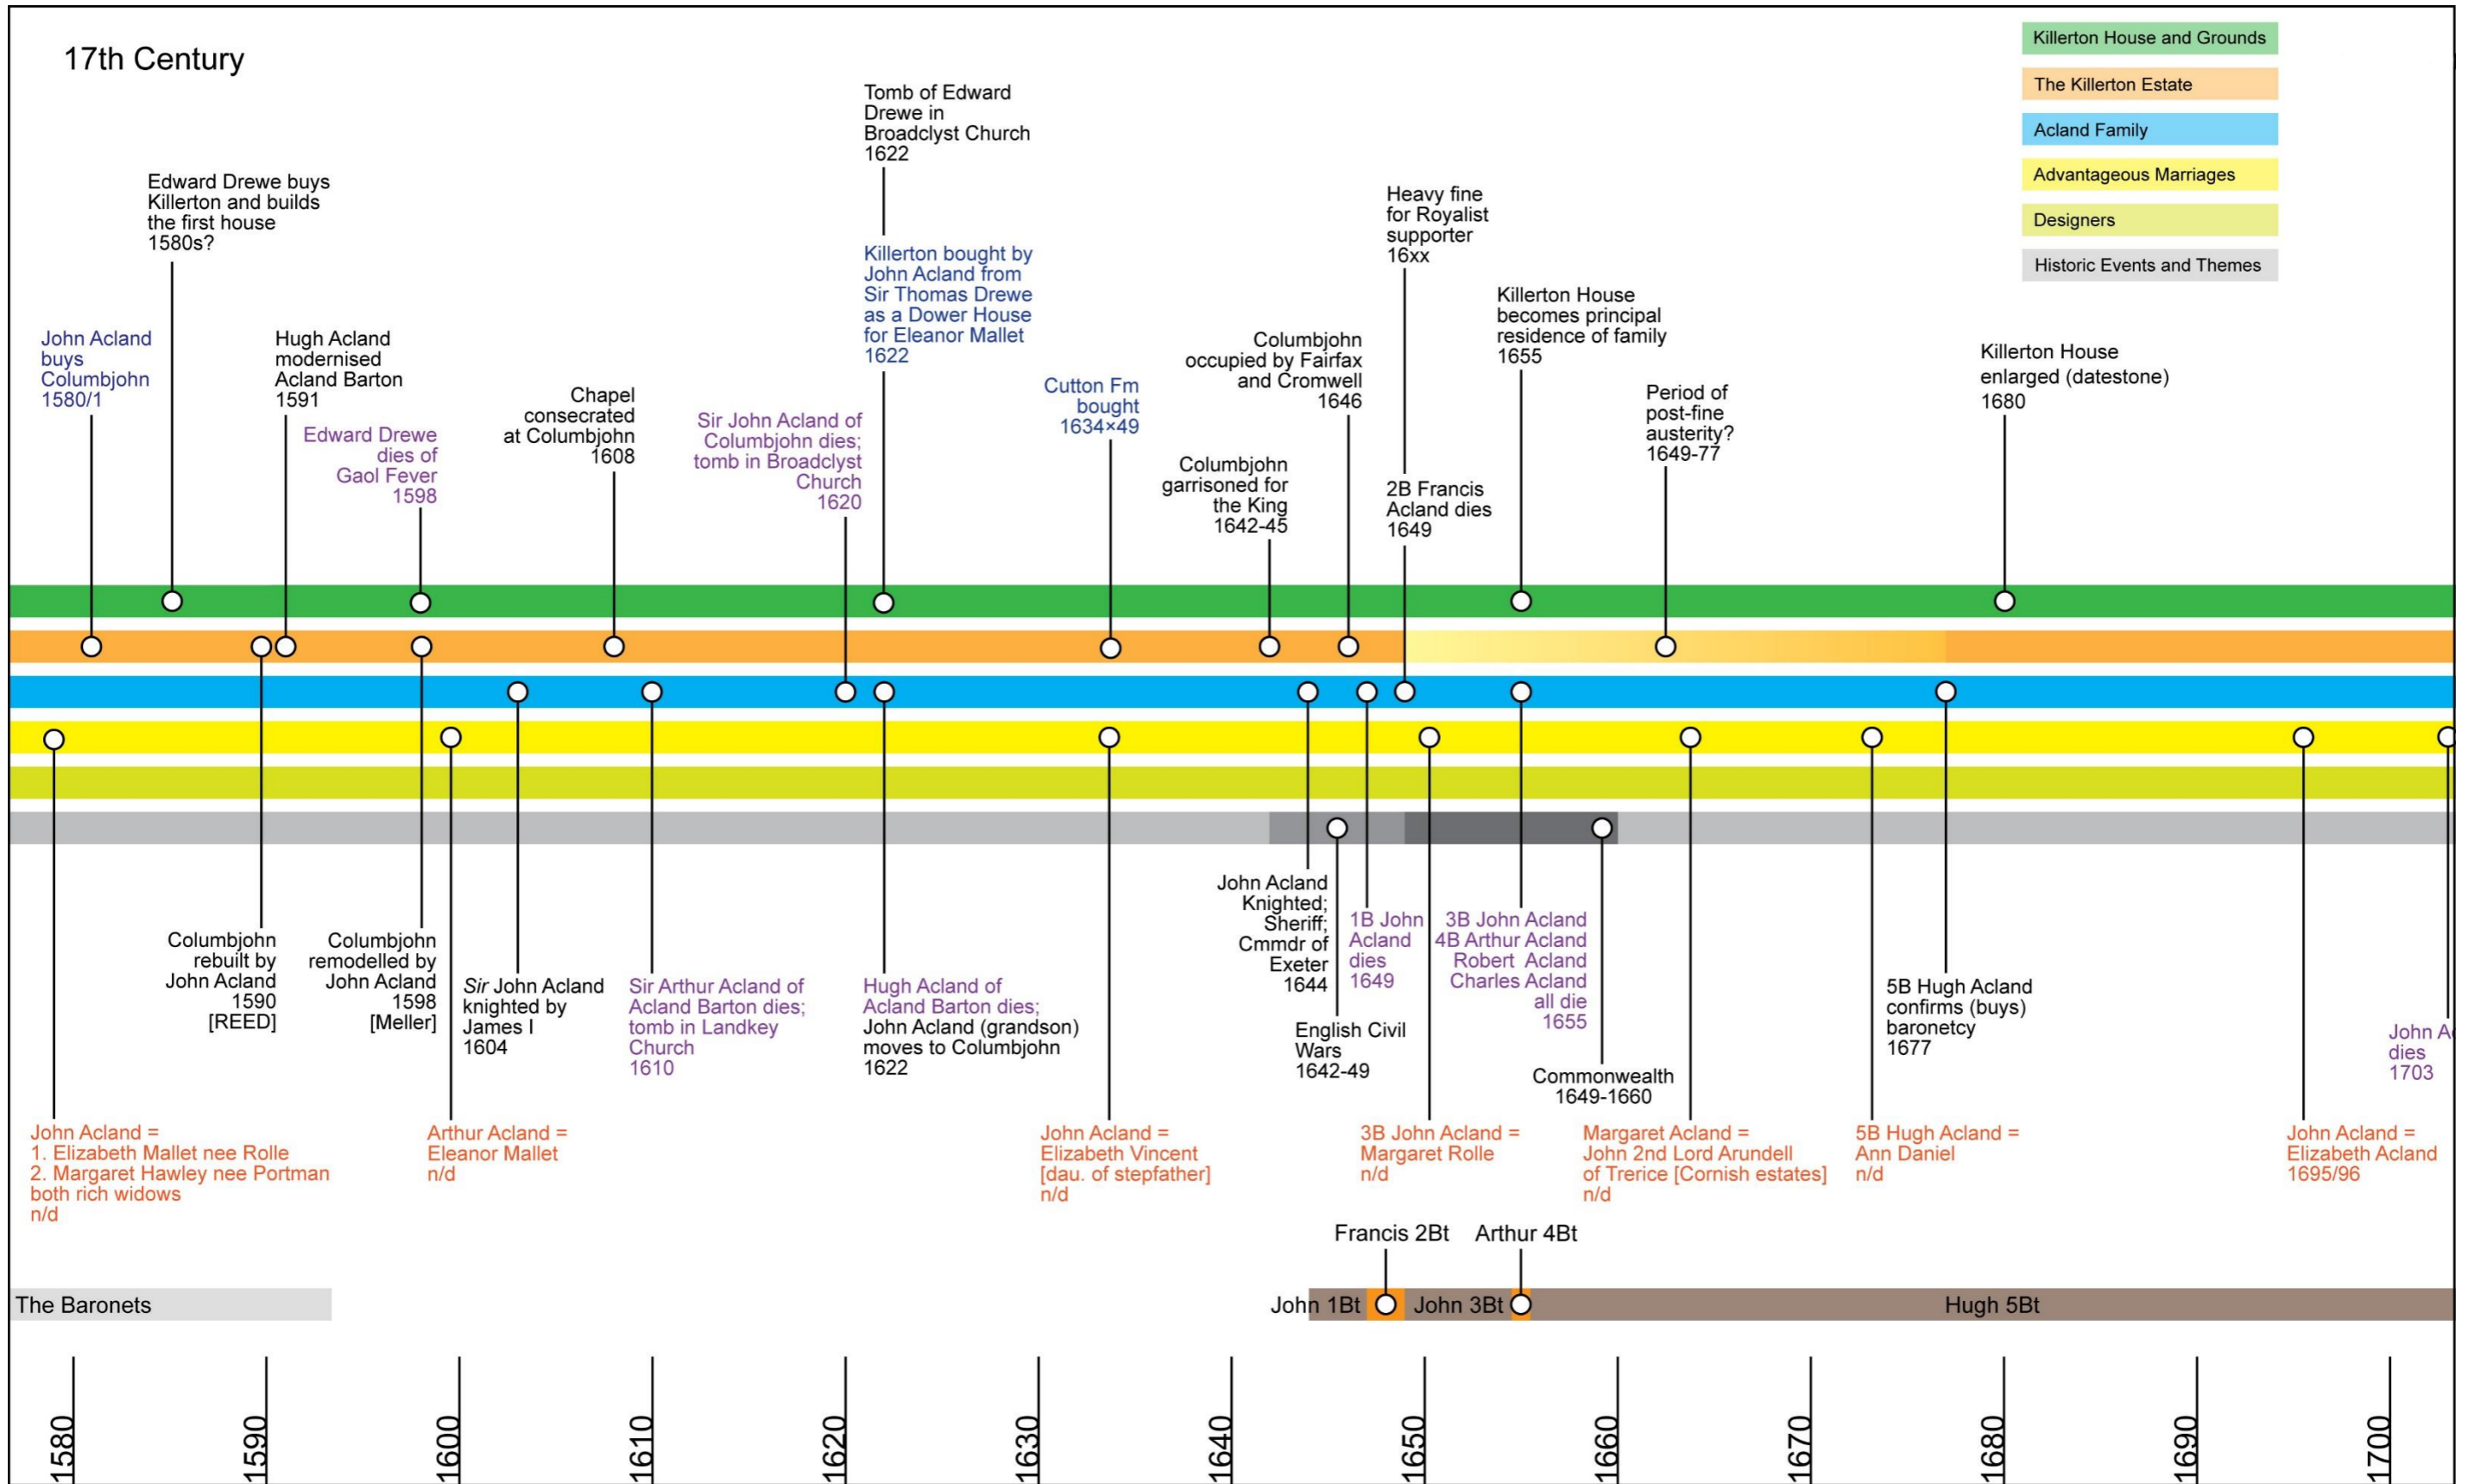 17th Century
Killerton House and Grounds
The Killerton Estate
Acland Family
Advantageous Marriages
Designers
Historic Events and Themes
John Acland
buys
Columbjohn
1580/1
Edward Drewe buys
Killerton and builds
the first house
1580s?
Hugh Acland
modernised
Acland Barton
1591
Edward Drewe
dies of
Gaol Fever
1598
Chapel
consecrated
at Columbjohn
1608
Sir John Acland of
Columbjohn dies;
tomb in Broadclyst
Church
1620
Tomb of Edward
Drewe in
Broadclyst Church
1622
Killerton bought by
John Acland from
Sir Thomas Drewe
as a Dower House
for Eleanor Mallet
1622
Cutton Fm
bought
1634×49
Columbjohn
garrisoned for
the King
1642-45
Columbjohn
occupied by Fairfax
and Cromwell
1646
Heavy fine
for Royalist
supporter
16xx
2B Francis
Acland dies
1649
Killerton House
becomes principal
residence of family
1655
Period of
post-fine
austerity?
1649-77
Killerton House
enlarged (datestone)
1680
Columbjohn
rebuilt by
John Acland
1590
[REED]
Columbjohn
remodelled by
John Acland
1598
[Meller]
Sir John Acland
knighted by
James I
1604
Sir Arthur Acland of
Acland Barton dies;
tomb in Landkey
Church
1610
Hugh Acland of
Acland Barton dies;
John Acland (grandson)
moves to Columbjohn
1622
John Acland
Knighted;
Sheriff;
Cmmdr of
Exeter
1644
English Civil
Wars
1642-49
1B John
Acland
dies
1649
3B John Acland
4B Arthur Acland
Robert Acland
Charles Acland
all die
1655
Commonwealth
1649-1660
5B Hugh Acland
confirms (buys)
baronetcy
1677
John A
dies
1703
John Acland =
1. Elizabeth Mallet nee Rolle
2. Margaret Hawley nee Portman
both rich widows
n/d
Arthur Acland =
Eleanor Mallet
n/d
John Acland =
Elizabeth Vincent
[dau. of stepfather]
n/d
3B John Acland =
Margaret Rolle
n/d
Margaret Acland =
John 2nd Lord Arundell
of Trerice [Cornish estates]
n/d
5B Hugh Acland =
Ann Daniel
n/d
John Acland =
Elizabeth Acland
1695/96
Francis 2Bt
Arthur 4Bt
The Baronets
John 1Bt
John 3Bt
Hugh 5Bt
1580
1590
1600
1610
1620
1630
1640
1650
1660
1670
1680
1690
1700